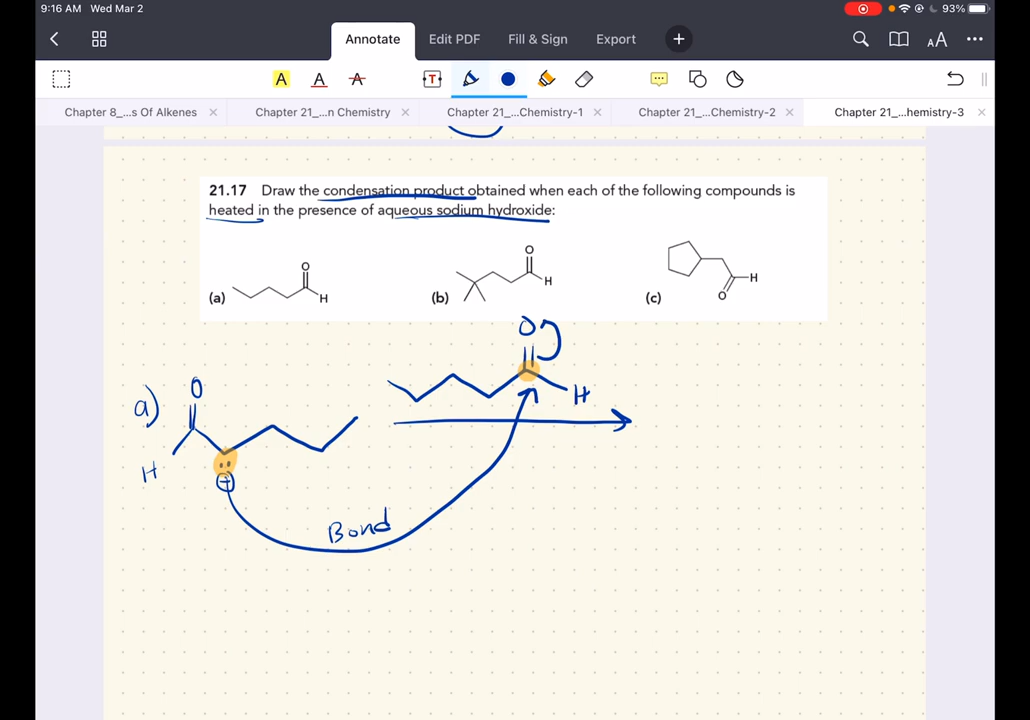 9:16 AM Wed Mar 2
93%
Annotate Edit PDF Fill & Sign Export +
AA
A A A T
Chapter 8_...s Of Alkenes × Chapter 21_...n Chemistry × Chapter 21_...Chemistry-1 × Chapter 21_...Chemistry-2 × Chapter 21_...hemistry-3 ×
21.17 Draw the condensation product obtained when each of the following compounds is
heated in the presence of aqueous sodium hydroxide:
O
H
(a)
O
H
(b)
H
O
(c)
a)
O
H
O
H
Bond